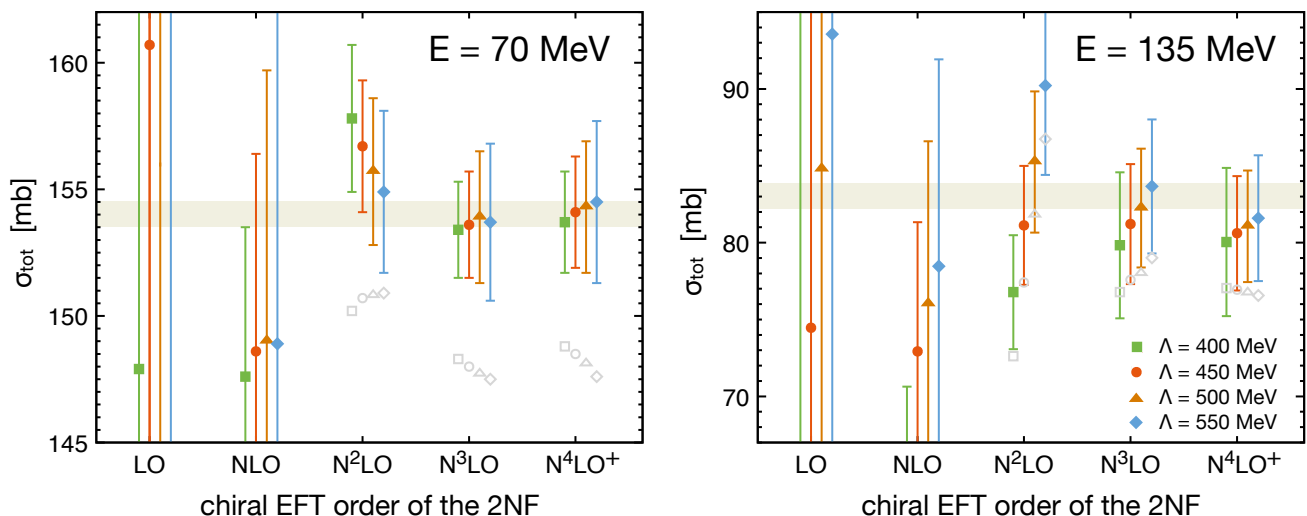 E = 70 MeV
160
155
150
145
σtot [mb]
LO NLO N²LO N³LO N⁴LO⁺
chiral EFT order of the 2NF
E = 135 MeV
90
80
70
σtot [mb]
Λ = 400 MeV
Λ = 450 MeV
Λ = 500 MeV
Λ = 550 MeV
LO NLO N²LO N³LO N⁴LO⁺
chiral EFT order of the 2NF